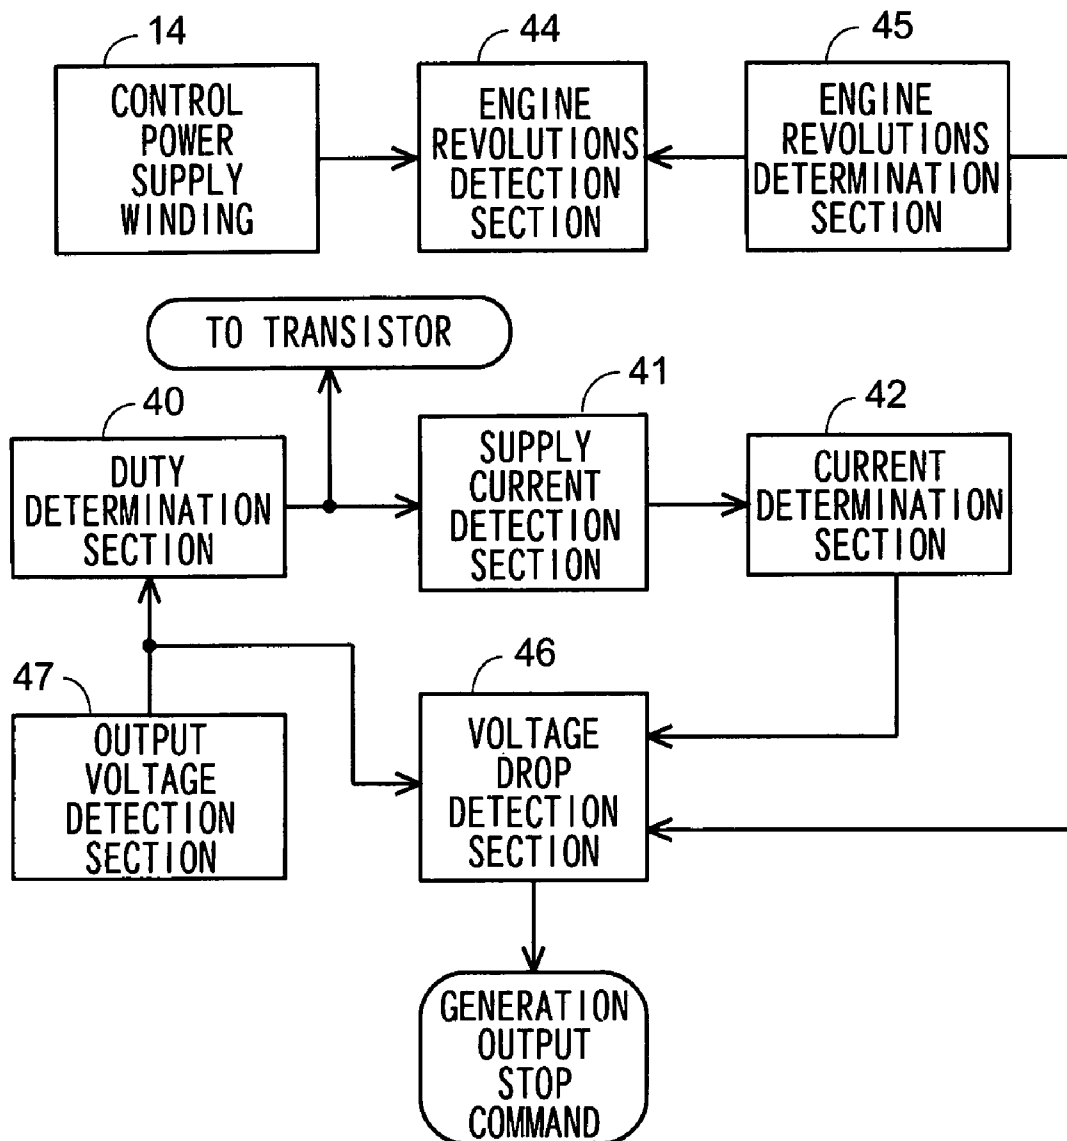 14
CONTROL
POWER
SUPPLY
WINDING
44
ENGINE
REVOLUTIONS
DETECTION
SECTION
45
ENGINE
REVOLUTIONS
DETERMINATION
SECTION
TO TRANSISTOR
40
DUTY
DETERMINATION
SECTION
41
SUPPLY
CURRENT
DETECTION
SECTION
42
CURRENT
DETERMINATION
SECTION
47
OUTPUT
VOLTAGE
DETECTION
SECTION
46
VOLTAGE
DROP
DETECTION
SECTION
GENERATION
OUTPUT
STOP
COMMAND